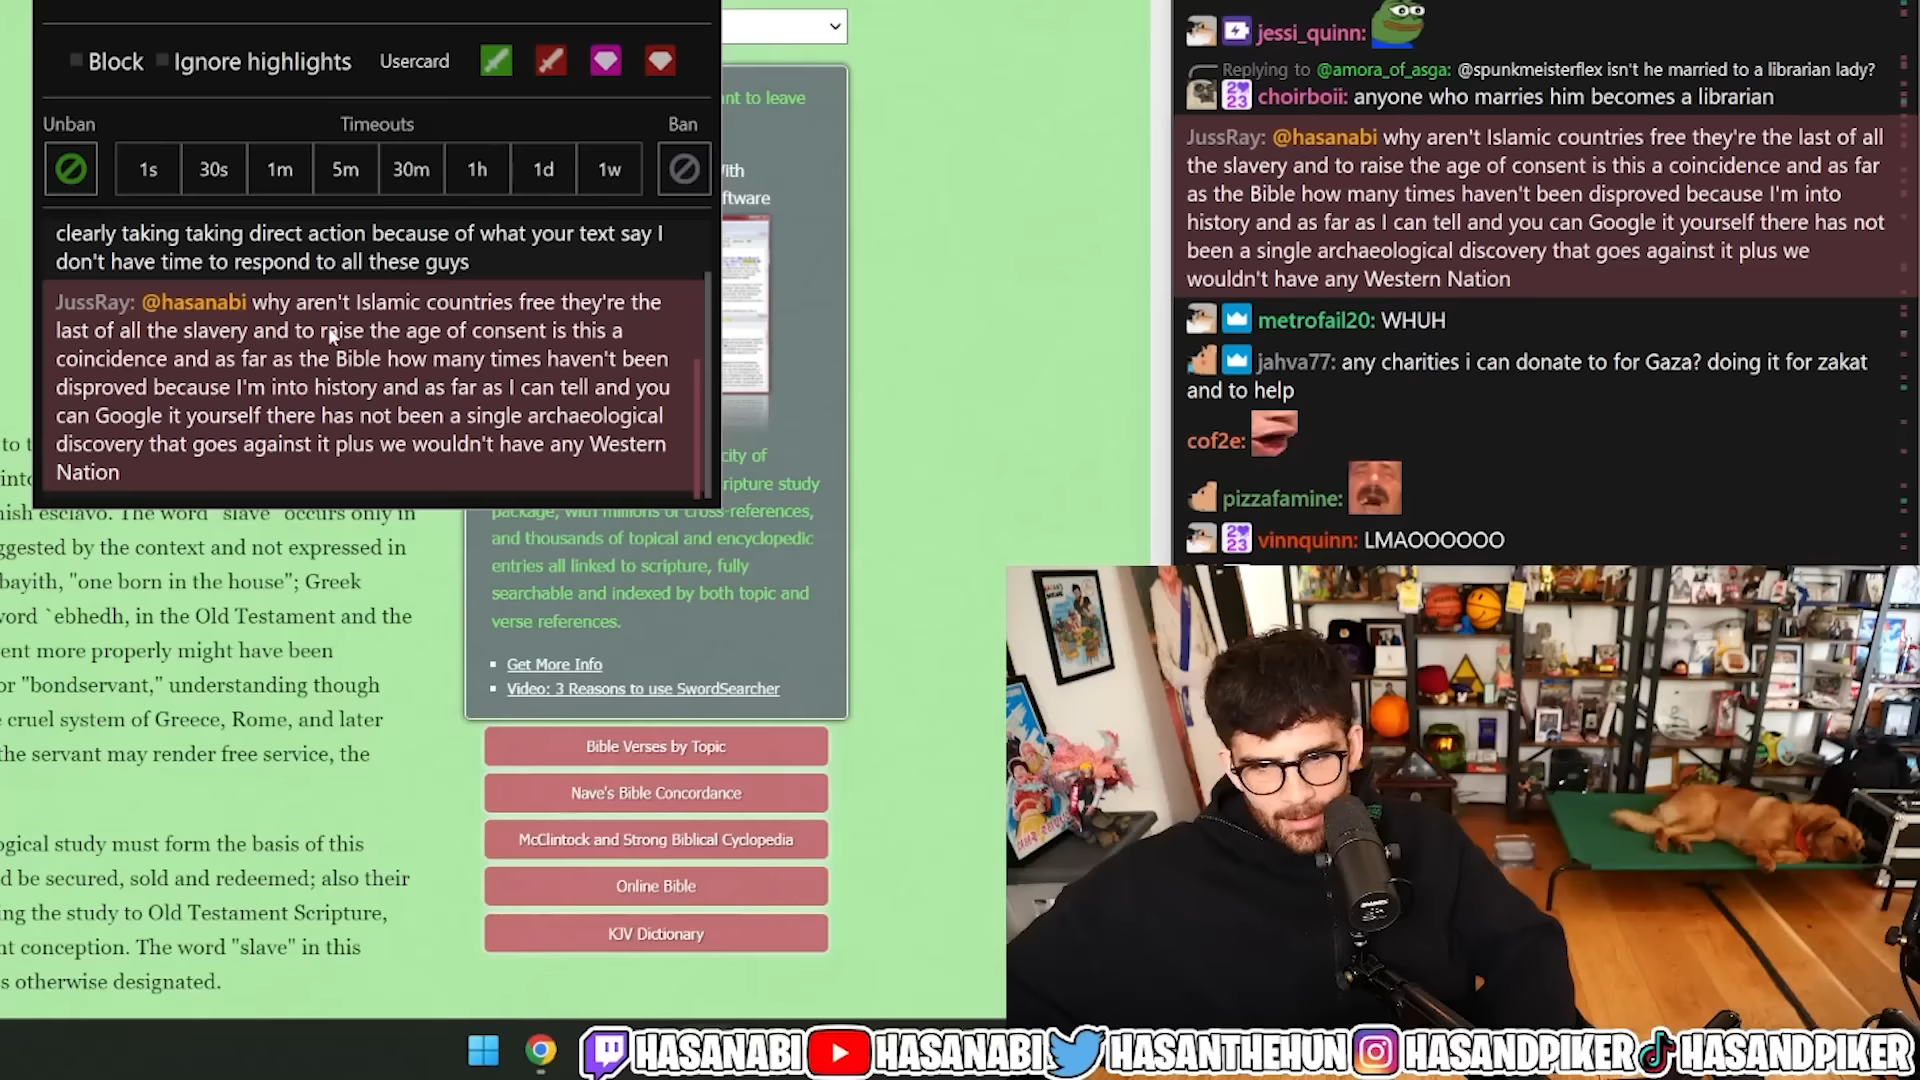 Block Ignore highlights Usercard
Unban Timeouts Ban
1s 30s 1m 5m 30m 1h 1d 1w
clearly taking taking direct action because of what your text say I
don't have time to respond to all these guys
JussRay: @hasanabi why aren't Islamic countries free they're the
last of all the slavery and to raise the age of consent is this a
coincidence and as far as the Bible how many times haven't been
disproved because I'm into history and as far as I can tell and you
can Google it yourself there has not been a single archaeological
discovery that goes against it plus we wouldn't have any Western
Nation
to leave
ftware
city of
ripture study
package, with millions of cross-references,
and thousands of topical and encyclopedic
entries all linked to scripture, fully
searchable and indexed by both topic and
verse references.
Get More Info
Video: 3 Reasons to use SwordSearcher
Bible Verses by Topic
Nave's Bible Concordance
McClintock and Strong Biblical Cyclopedia
Online Bible
KJV Dictionary
nish esclavo. The word "slave" occurs only in
ggested by the context and not expressed in
bayith, "one born in the house"; Greek
word `ebhedh, in the Old Testament and the
ent more properly might have been
or "bondservant," understanding though
e cruel system of Greece, Rome, and later
the servant may render free service, the
ogical study must form the basis of this
d be secured, sold and redeemed; also their
ing the study to Old Testament Scripture,
nt conception. The word "slave" in this
s otherwise designated.
jessi_quinn:
Replying to @amora_of_asga: @spunkmeisterflex isn't he married to a librarian lady?
choirboii: anyone who marries him becomes a librarian
JussRay: @hasanabi why aren't Islamic countries free they're the last of all
the slavery and to raise the age of consent is this a coincidence and as far
as the Bible how many times haven't been disproved because I'm into
history and as far as I can tell and you can Google it yourself there has not
been a single archaeological discovery that goes against it plus we
wouldn't have any Western Nation
metrofail20: WHUH
jahva77: any charities i can donate to for Gaza? doing it for zakat
and to help
cof2e:
pizzafamine:
vinnquinn: LMAOOOOOO
HASANABI HASANABI HASANTHEHUN HASANDPIKER HASANDPIKER